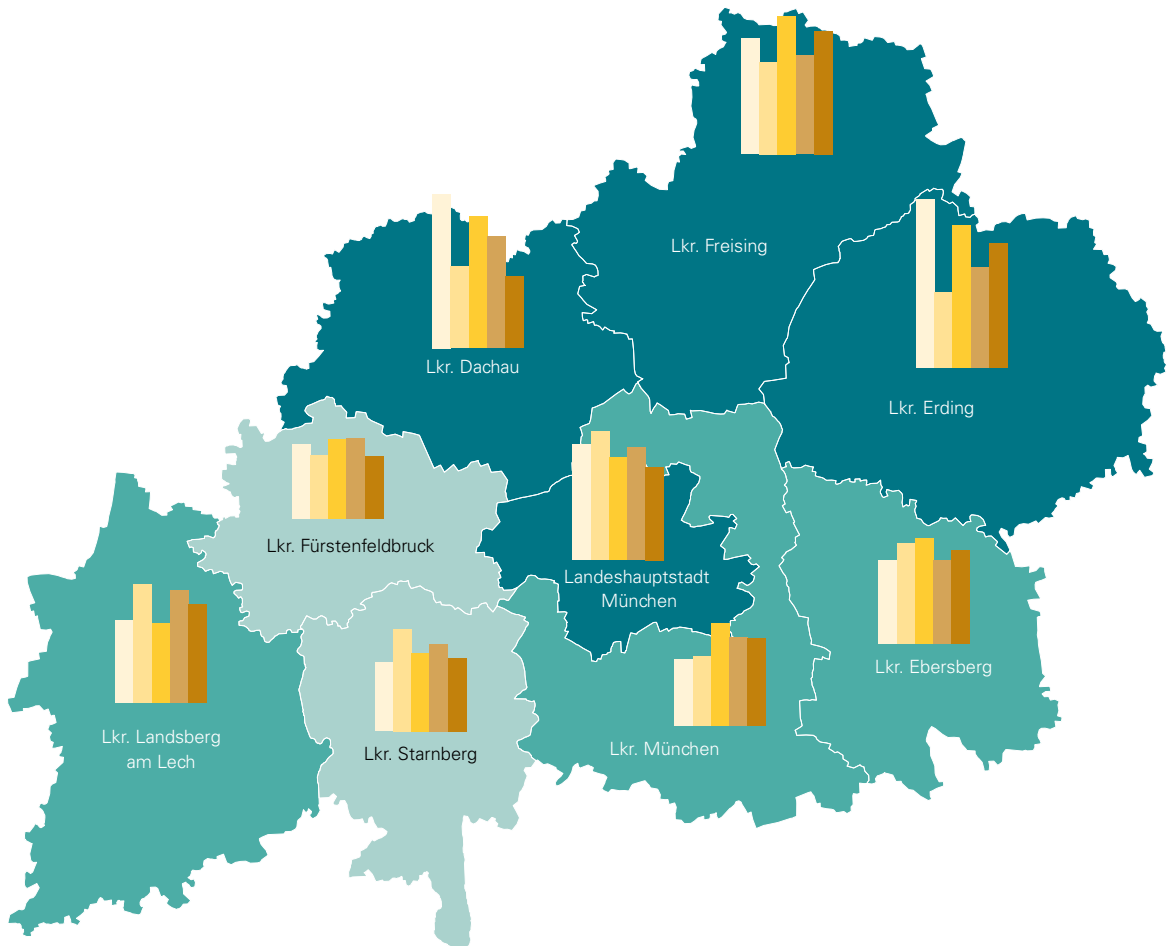 Lkr. Freising
Lkr. Dachau
Lkr. Erding
Lkr. Fürstenfeldbruck
Landeshauptstadt
München
Lkr. Ebersberg
Lkr. Landsberg
am Lech
Lkr. Starnberg
Lkr. München